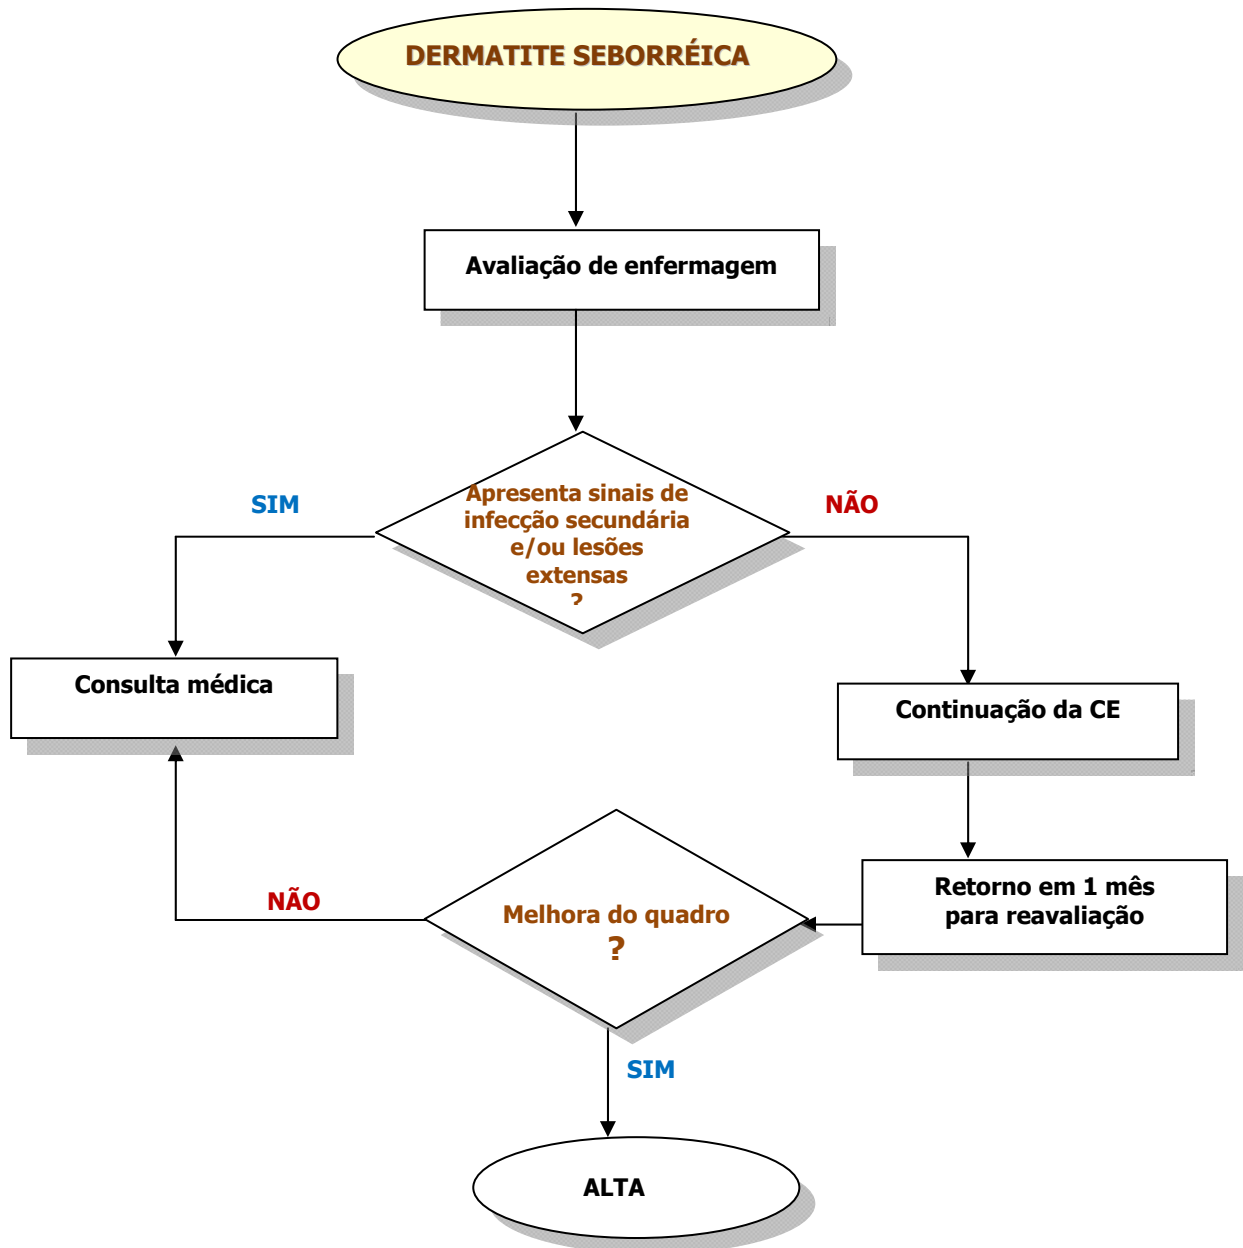 DERMATITE SEBORRÉICA
Avaliação de enfermagem
Apresenta sinais de
infecção secundária
e/ou lesões
extensas
?
SIM
NÃO
Consulta médica
Continuação da CE
Retorno em 1 mês
para reavaliação
Melhora do quadro
?
NÃO
SIM
ALTA